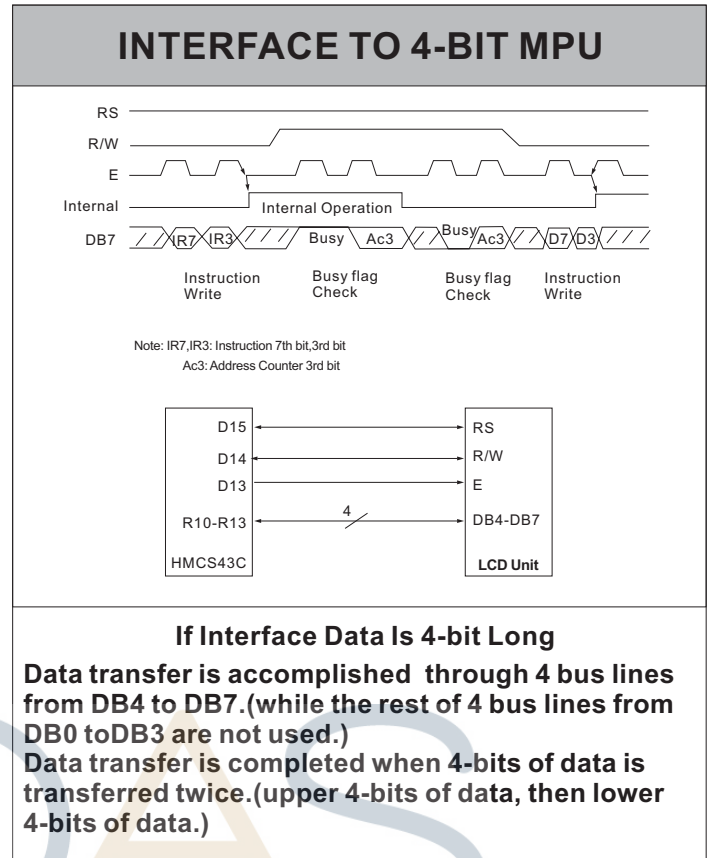 INTERFACE TO 4-BIT MPU
RS
R/W
E
Internal
Internal Operation
DB7 IR7 IR3 Busy Ac3 Busy Ac3 D7 D3
Instruction Write
Busy flag Check
Busy flag Check
Instruction Write
Note: IR7,IR3: Instruction 7th bit,3rd bit
Ac3: Address Counter 3rd bit
D15 RS
D14 R/W
D13 E
R10-R13 4 DB4-DB7
HMCS43C LCD Unit
If Interface Data Is 4-bit Long
Data transfer is accomplished through 4 bus lines
from DB4 to DB7.(while the rest of 4 bus lines from
DB0 toDB3 are not used.)
Data transfer is completed when 4-bits of data is
transferred twice.(upper 4-bits of data, then lower
4-bits of data.)